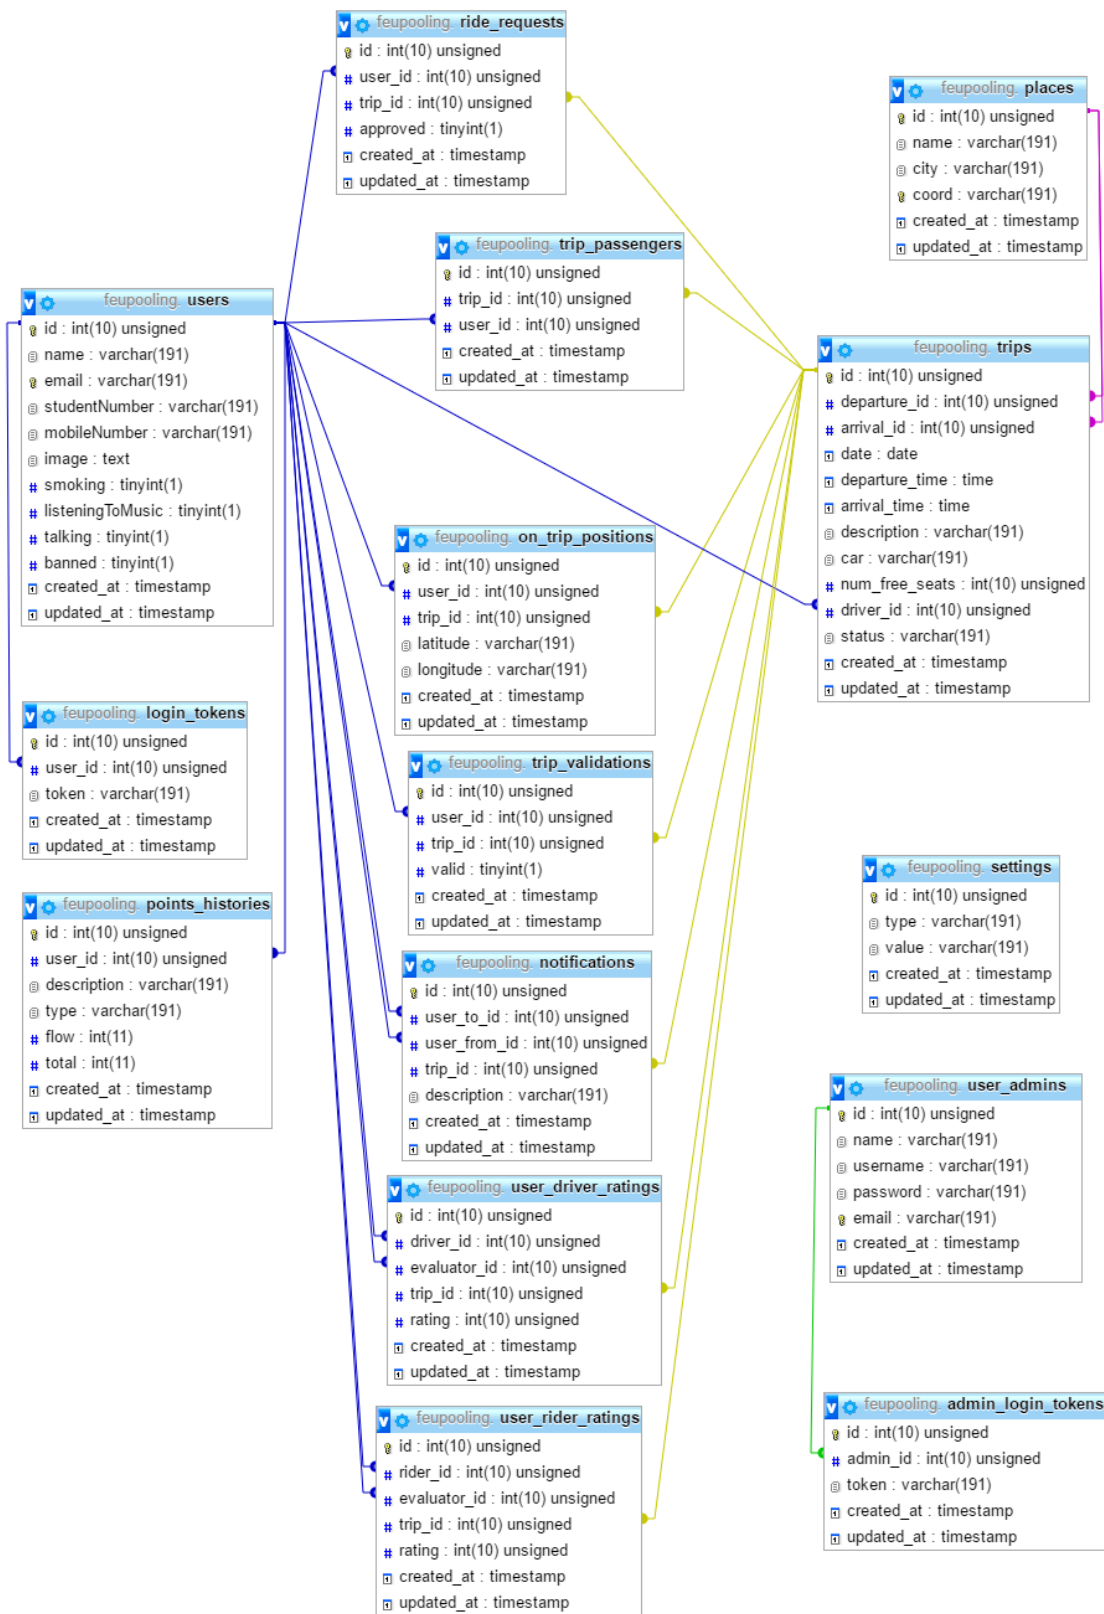 feupooling. ride_requests
id : int(10) unsigned
user_id : int(10) unsigned
trip_id : int(10) unsigned
approved : tinyint(1)
created_at : timestamp
updated_at : timestamp
feupooling. places
id : int(10) unsigned
name : varchar(191)
city : varchar(191)
coord : varchar(191)
created_at : timestamp
updated_at : timestamp
feupooling. trip_passengers
id : int(10) unsigned
trip_id : int(10) unsigned
user_id : int(10) unsigned
created_at : timestamp
updated_at : timestamp
feupooling. users
id : int(10) unsigned
name : varchar(191)
email : varchar(191)
studentNumber : varchar(191)
mobileNumber : varchar(191)
image : text
smoking : tinyint(1)
listeningToMusic : tinyint(1)
talking : tinyint(1)
banned : tinyint(1)
created_at : timestamp
updated_at : timestamp
feupooling. trips
id : int(10) unsigned
departure_id : int(10) unsigned
arrival_id : int(10) unsigned
date : date
departure_time : time
arrival_time : time
description : varchar(191)
car : varchar(191)
num_free_seats : int(10) unsigned
driver_id : int(10) unsigned
status : varchar(191)
created_at : timestamp
updated_at : timestamp
feupooling. on_trip_positions
id : int(10) unsigned
user_id : int(10) unsigned
trip_id : int(10) unsigned
latitude : varchar(191)
longitude : varchar(191)
created_at : timestamp
updated_at : timestamp
feupooling. login_tokens
id : int(10) unsigned
user_id : int(10) unsigned
token : varchar(191)
created_at : timestamp
updated_at : timestamp
feupooling. trip_validations
id : int(10) unsigned
user_id : int(10) unsigned
trip_id : int(10) unsigned
valid : tinyint(1)
created_at : timestamp
updated_at : timestamp
feupooling. settings
id : int(10) unsigned
type : varchar(191)
value : varchar(191)
created_at : timestamp
updated_at : timestamp
feupooling. points_histories
id : int(10) unsigned
user_id : int(10) unsigned
description : varchar(191)
type : varchar(191)
flow : int(11)
total : int(11)
created_at : timestamp
updated_at : timestamp
feupooling. notifications
id : int(10) unsigned
user_to_id : int(10) unsigned
user_from_id : int(10) unsigned
trip_id : int(10) unsigned
description : varchar(191)
created_at : timestamp
updated_at : timestamp
feupooling. user_admins
id : int(10) unsigned
name : varchar(191)
username : varchar(191)
password : varchar(191)
email : varchar(191)
created_at : timestamp
updated_at : timestamp
feupooling. user_driver_ratings
id : int(10) unsigned
driver_id : int(10) unsigned
evaluator_id : int(10) unsigned
trip_id : int(10) unsigned
rating : int(10) unsigned
created_at : timestamp
updated_at : timestamp
feupooling. admin_login_tokens
id : int(10) unsigned
admin_id : int(10) unsigned
token : varchar(191)
created_at : timestamp
updated_at : timestamp
feupooling. user_rider_ratings
id : int(10) unsigned
rider_id : int(10) unsigned
evaluator_id : int(10) unsigned
trip_id : int(10) unsigned
rating : int(10) unsigned
created_at : timestamp
updated_at : timestamp